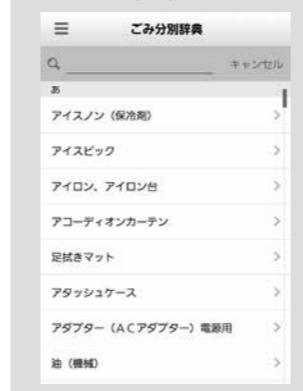 ごみ分別辞典
キャンセル
あ
アイスノン（保冷剤）
アイスピック
アイロン、アイロン台
アコーディオンカーテン
足拭きマット
アタッシュケース
アダプター（ACアダプター）電源用
油（機械）